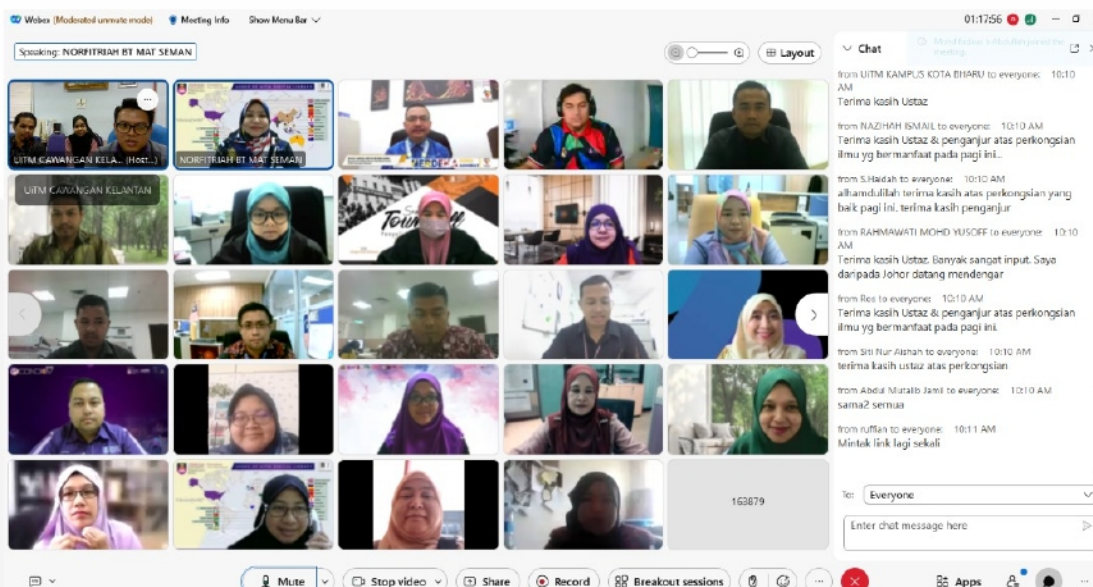 Webex (Moderated unmute mode) Meeting Info Show Menu Bar
01:17:56
Speaking: NORFITRIAH BT MAT SEMAN
Layout
UiTM CAWANGAN KELA... (Host...)
NORFITRIAH BT MAT SEMAN
UiTM CAWANGAN KELANTAN
163879
Chat
from UiTM KAMPUS KOTA BHARU to everyone: 10:10
AM
Terima kasih Ustaz
from NAZIHAH ISMAIL to everyone: 10:10 AM
Terima kasih Ustaz & penganjur atas perkongsian
ilmu yg bermanfaat pada pagi ini...
from S.Haidah to everyone: 10:10 AM
alhamdulilah terima kasih atas perkongsian yang
baik pagi ini. terima kasih penganjur
from RAHMAWATI MOHD YUSOFF to everyone: 10:10
AM
Terima kasih Ustaz. Banyak sangat input. Saya
daripada Johor datang mendengar
from Ros to everyone: 10:10 AM
Terima kasih Ustaz & penganjur atas perkongsian
ilmu yg bermanfaat pada pagi ini.
from Siti Nur Aishah to everyone: 10:10 AM
terima kasih ustaz atas perkongsian
from Abdul Mutalib Jamil to everyone: 10:10 AM
sama2 semua
from ruffian to everyone: 10:11 AM
Mintak link lagi sekali
To: Everyone
Enter chat message here
Mute Stop video Share Record Breakout sessions Apps